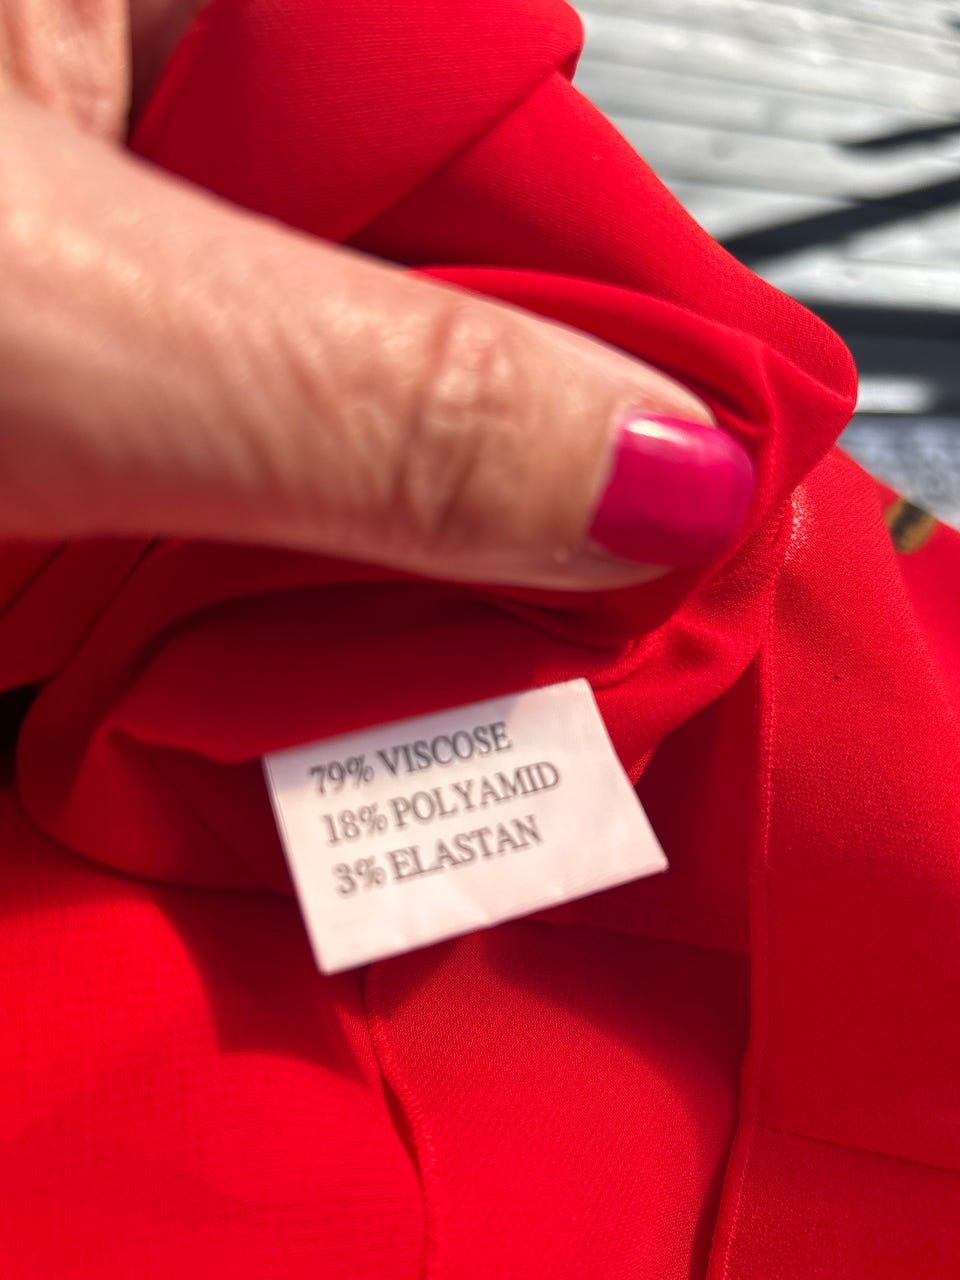 79% VISCOSE
18% POLYAMID
3% ELASTAN